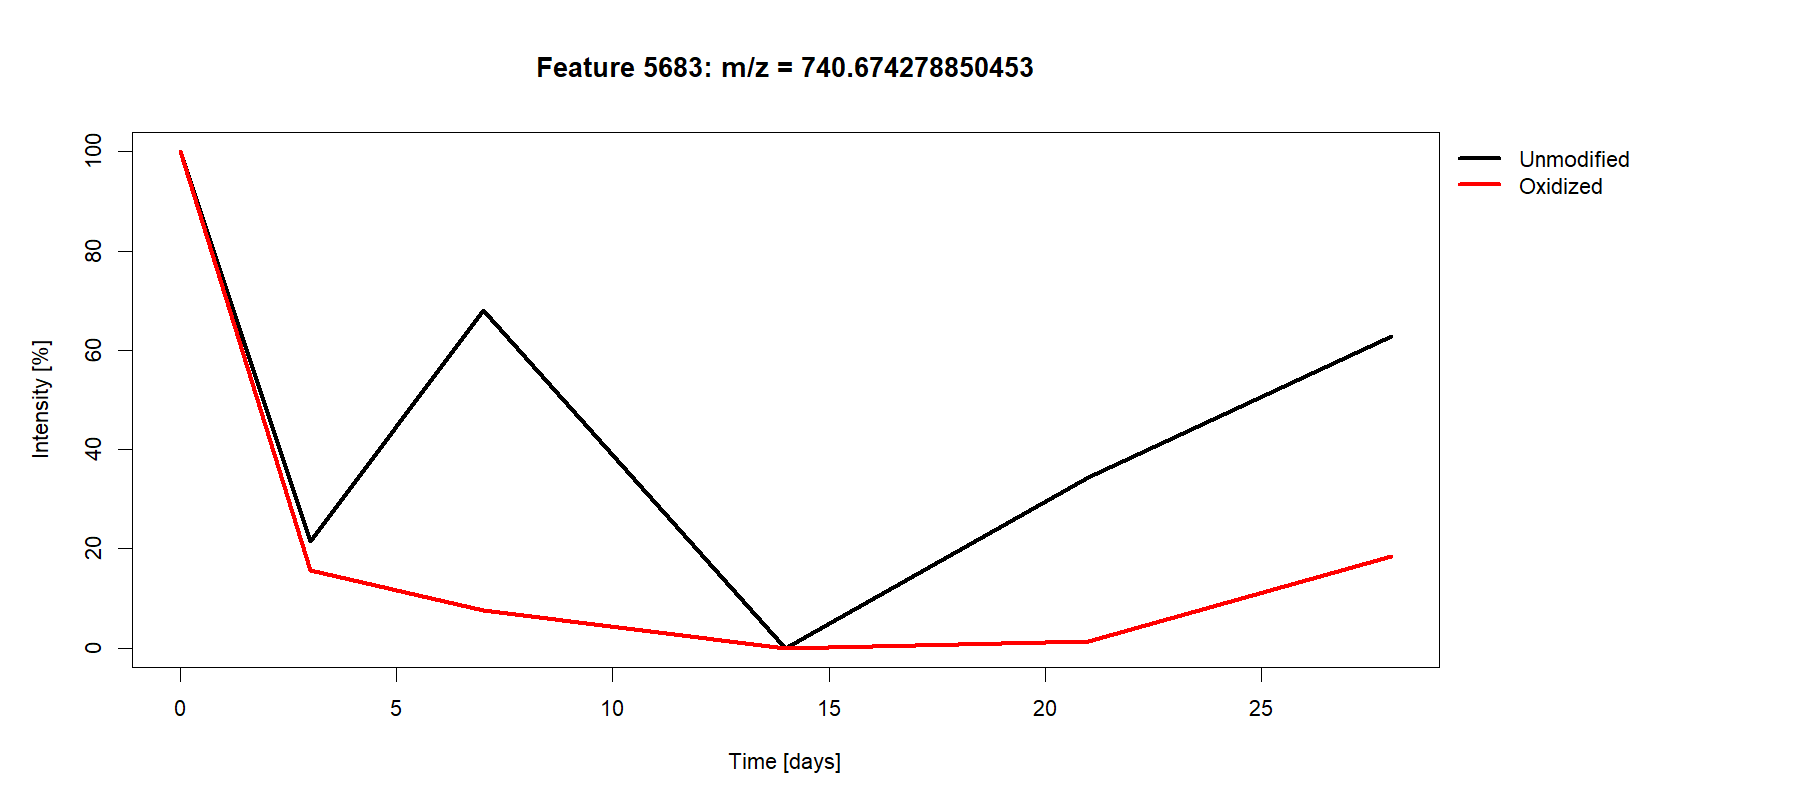 Feature 5683: m/z = 740.674278850453
Unmodified
Oxidized
Intensity [%]
100
80
60
40
20
0
0 5 10 15 20 25
Time [days]